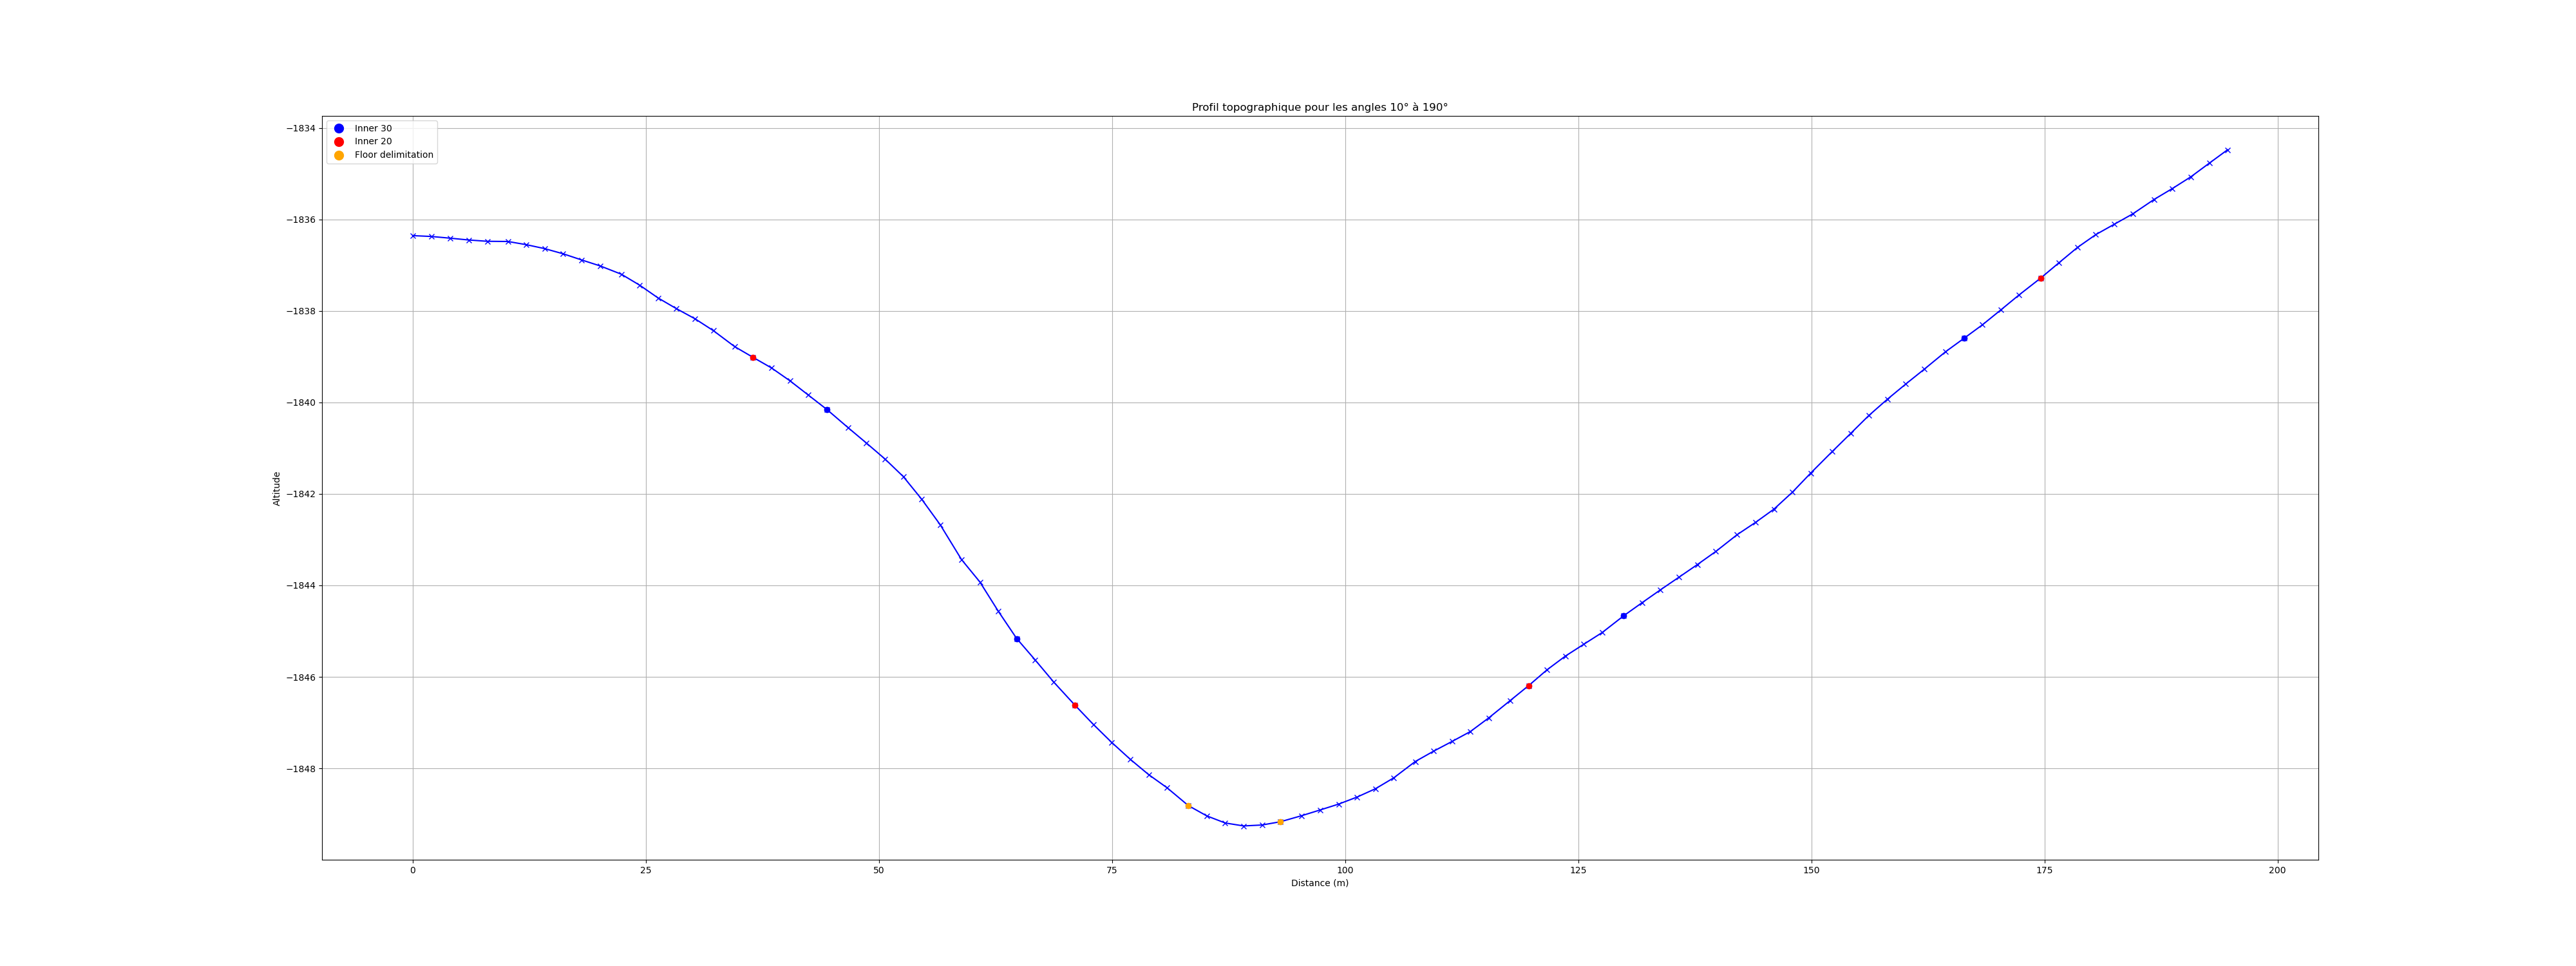 Profil topographique pour les angles 10° à 190°
Inner 30
Inner 20
Floor delimitation
−1834
−1836
−1838
−1840
−1842
−1844
−1846
−1848
Altitude
0 25 50 75 100 125 150 175 200
Distance (m)